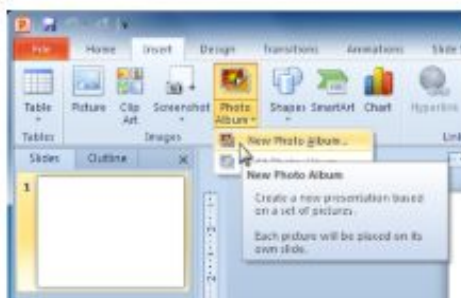 File Home Insert Design Transitions Animations Slide
Table Picture Clip Art Screenshot Photo Album Shapes SmartArt Chart Hyperlink
Tables Images
Slides Outline
New Photo Album...
New Photo Album
Create a new presentation based
on a set of pictures.
Each picture will be placed on its
own slide.
1